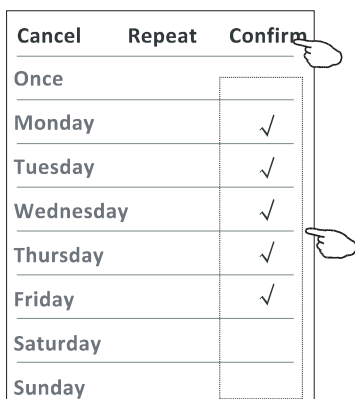 Cancel Repeat Confirm
Once
Monday √
Tuesday √
Wednesday √
Thursday √
Friday √
Saturday
Sunday